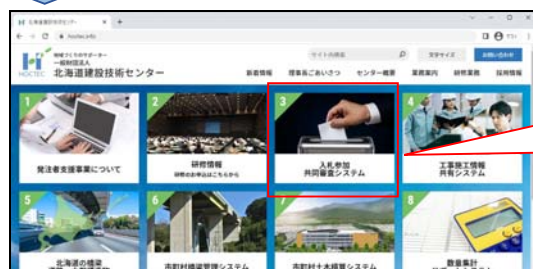 北海道建設技術センター
hoctec.info
地域づくりのサポーター
一般財団法人
HOCTEC 北海道建設技術センター
サイト内検索
文字サイズ
お問い合わせ
新着情報 理事長ごあいさつ センター概要 業務案内 研修業務 採用情報
1
発注者支援事業について
2
研修情報
研修のお申込はこちらから
3
入札参加
共同審査システム
4
工事施工情報
共有システム
5
北海道の橋梁
6
市町村橋梁管理システム
7
市町村土木積算システム
8
数量集計